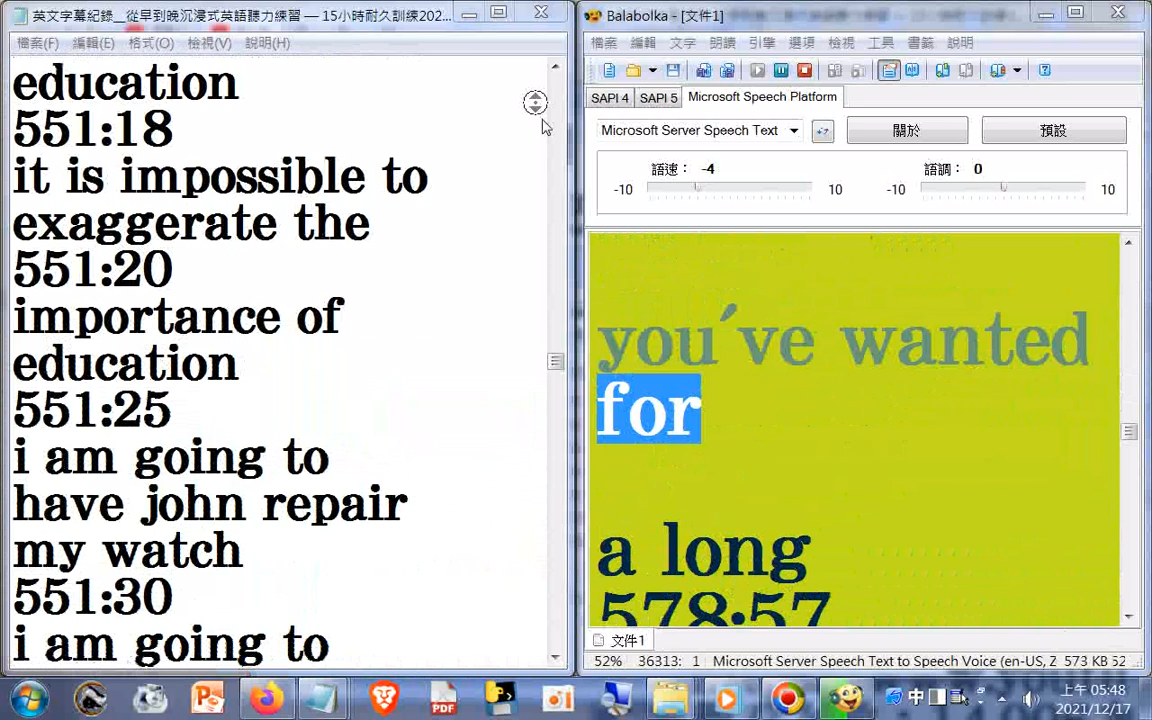 英文字幕紀錄__從早到晚沉浸式英語聽力練習 — 15小時耐久訓練202...
檔案(F) 編輯(E) 格式(O) 檢視(V) 說明(H)
education
551:18
it is impossible to
exaggerate the
551:20
importance of
education
551:25
i am going to
have john repair
my watch
551:30
i am going to
Balabolka - [文件1]
檔案 編輯 文字 朗讀 引擎 選項 檢視 工具 書籤 說明
SAPI 4 SAPI 5 Microsoft Speech Platform
Microsoft Server Speech Text 關於 預設
語速: -4 語調: 0
-10 10 -10 10
you´ve wanted
for
a long
578:57
文件1
52% 36313: 1 Microsoft Server Speech Text to Speech Voice (en-US, Z 573 KB 52
PDF
中
上午 05:48
2021/12/17